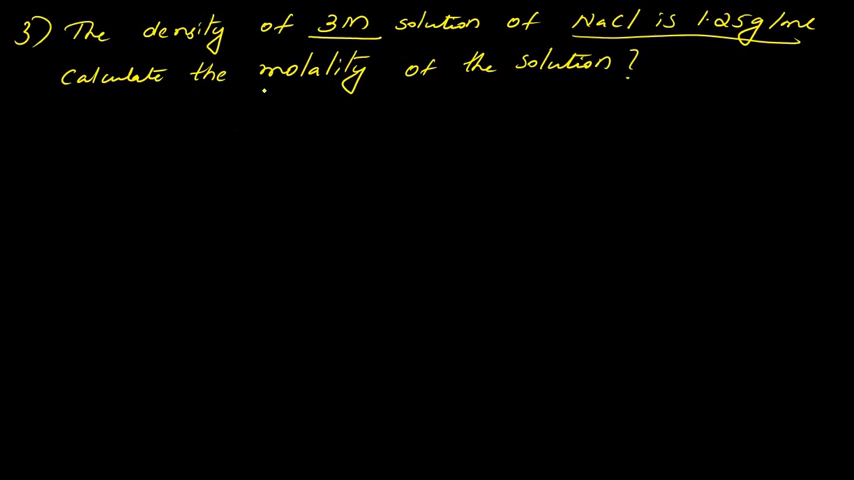 3) The density of 3M solution of NaCl is 1.25g/ml
Calculate the molality of the solution?